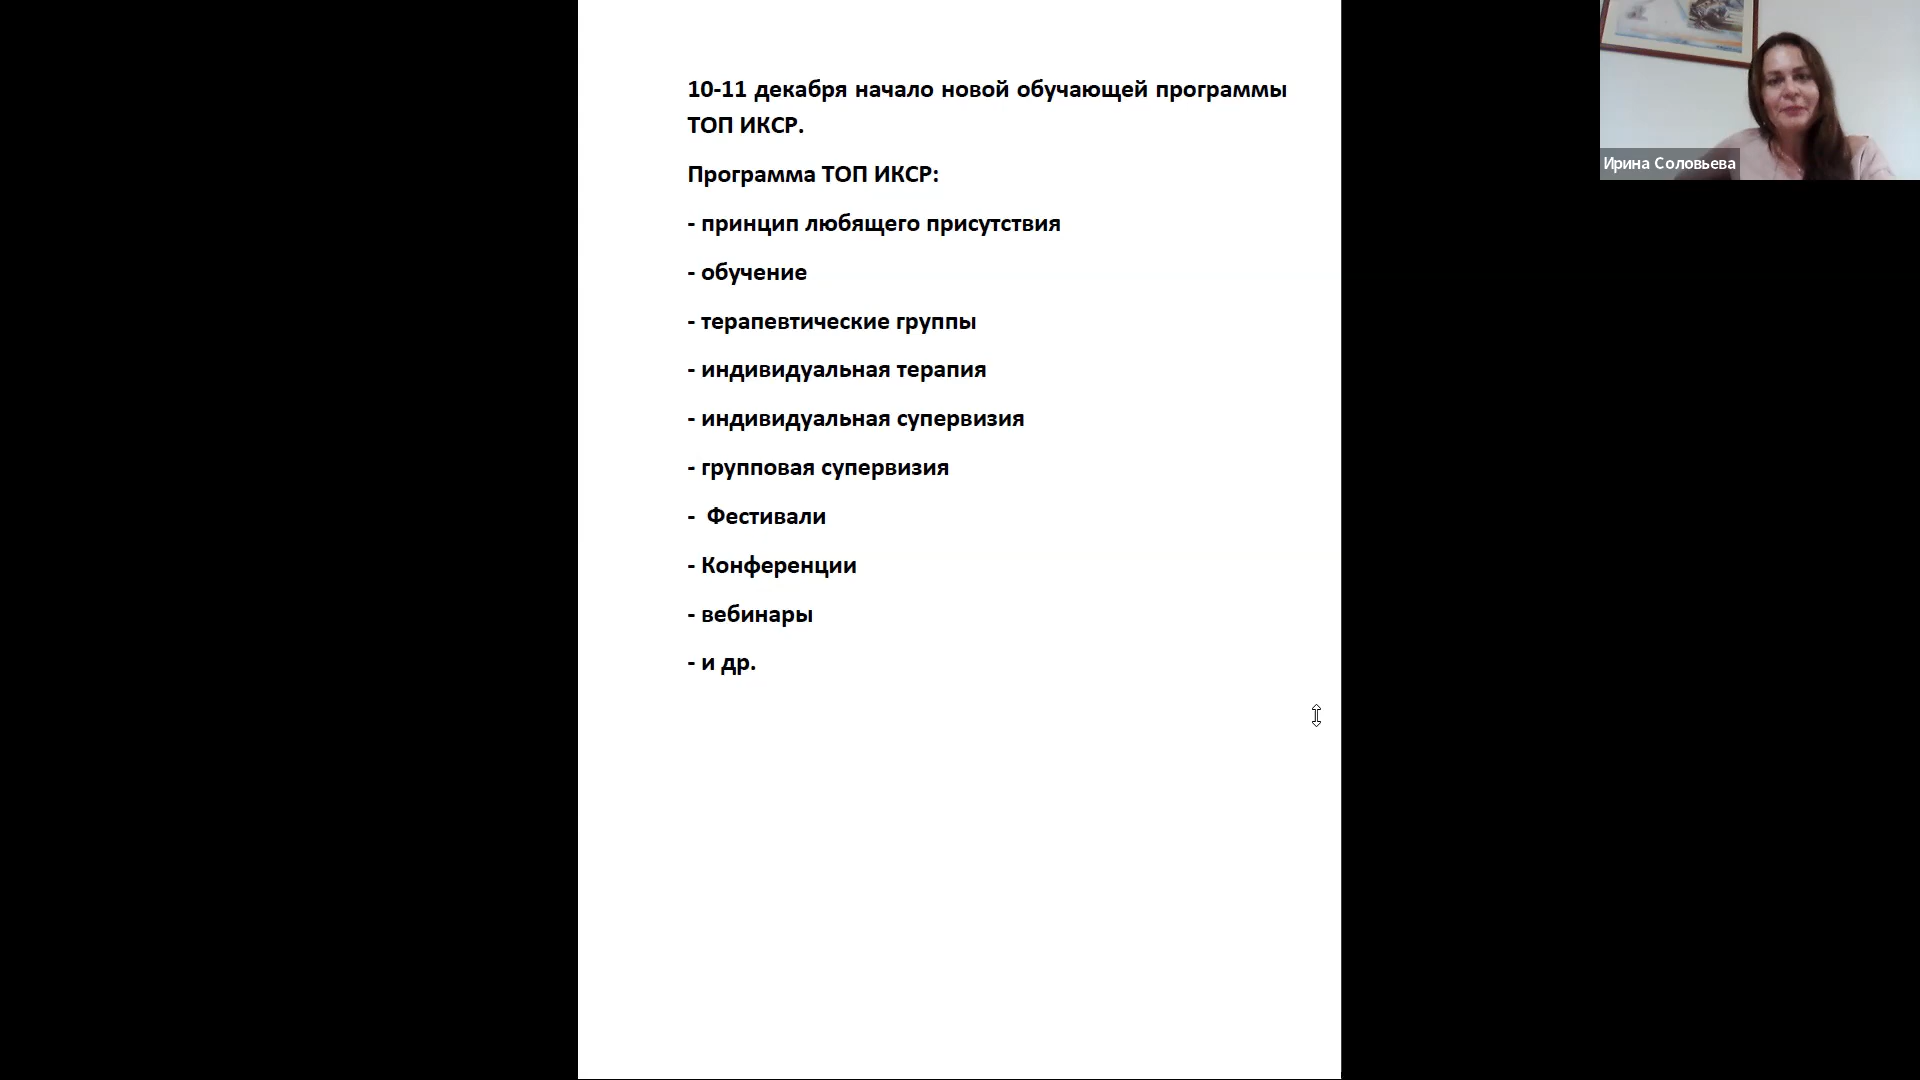 10-11 декабря начало новой обучающей программы
ТОП ИКСР.
Программа ТОП ИКСР:
- принцип любящего присутствия
- обучение
- терапевтические группы
- индивидуальная терапия
- индивидуальная супервизия
- групповая супервизия
-  Фестивали
- Конференции
- вебинары
- и др.
Ирина Соловьева